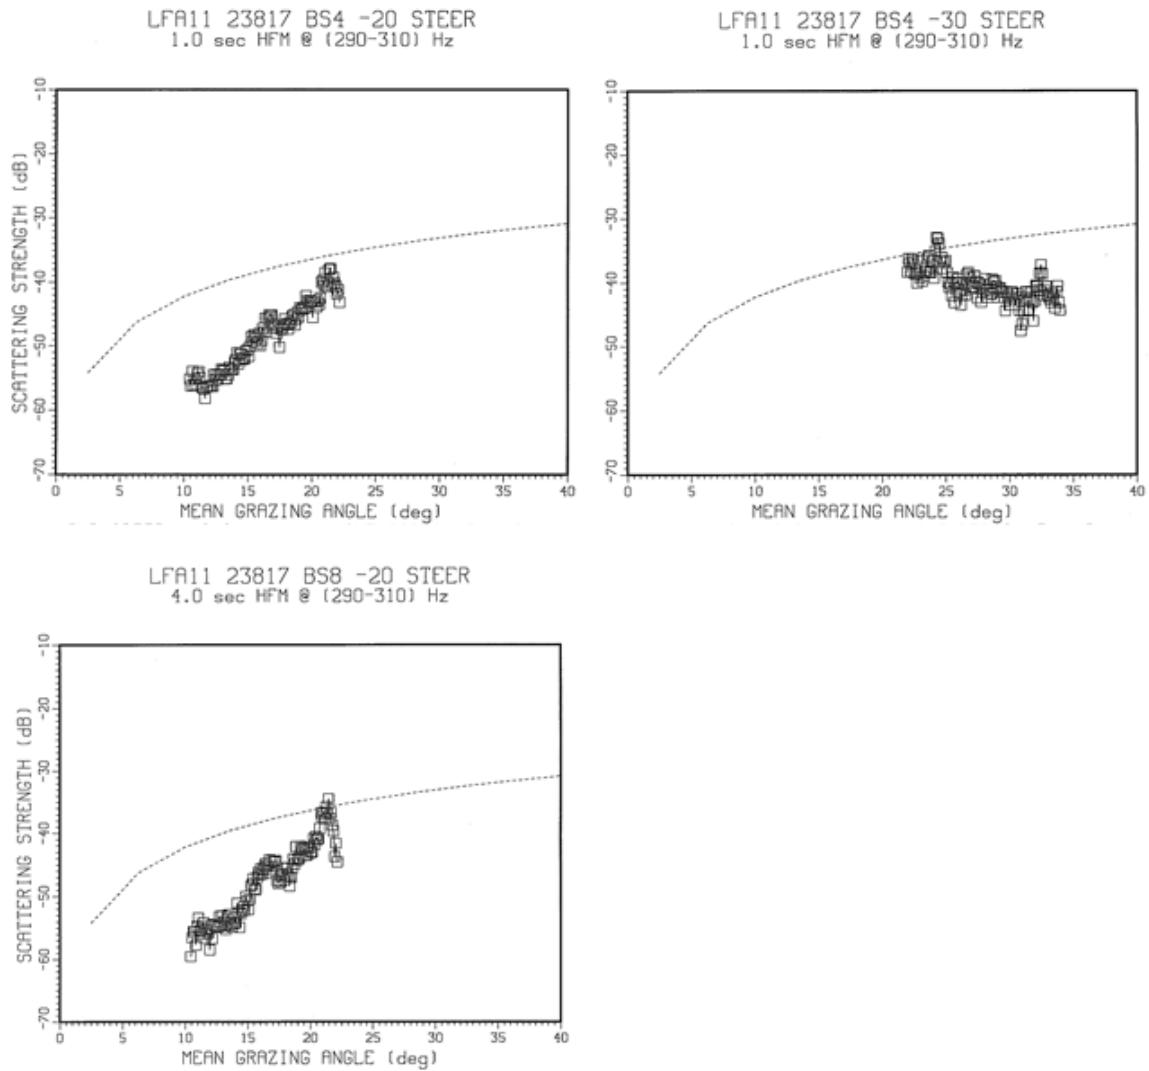 LFA11 23817 BS4 -20 STEER
1.0 sec HFM @ (290-310) Hz
SCATTERING STRENGTH (dB)
-10
-20
-30
-40
-50
-60
-70
0 5 10 15 20 25 30 35 40
MEAN GRAZING ANGLE (deg)
LFA11 23817 BS4 -30 STEER
1.0 sec HFM @ (290-310) Hz
-10
-20
-30
-40
-50
-60
-70
0 5 10 15 20 25 30 35 40
MEAN GRAZING ANGLE (deg)
LFA11 23817 BS8 -20 STEER
4.0 sec HFM @ (290-310) Hz
SCATTERING STRENGTH (dB)
-10
-20
-30
-40
-50
-60
-70
0 5 10 15 20 25 30 35 40
MEAN GRAZING ANGLE (deg)